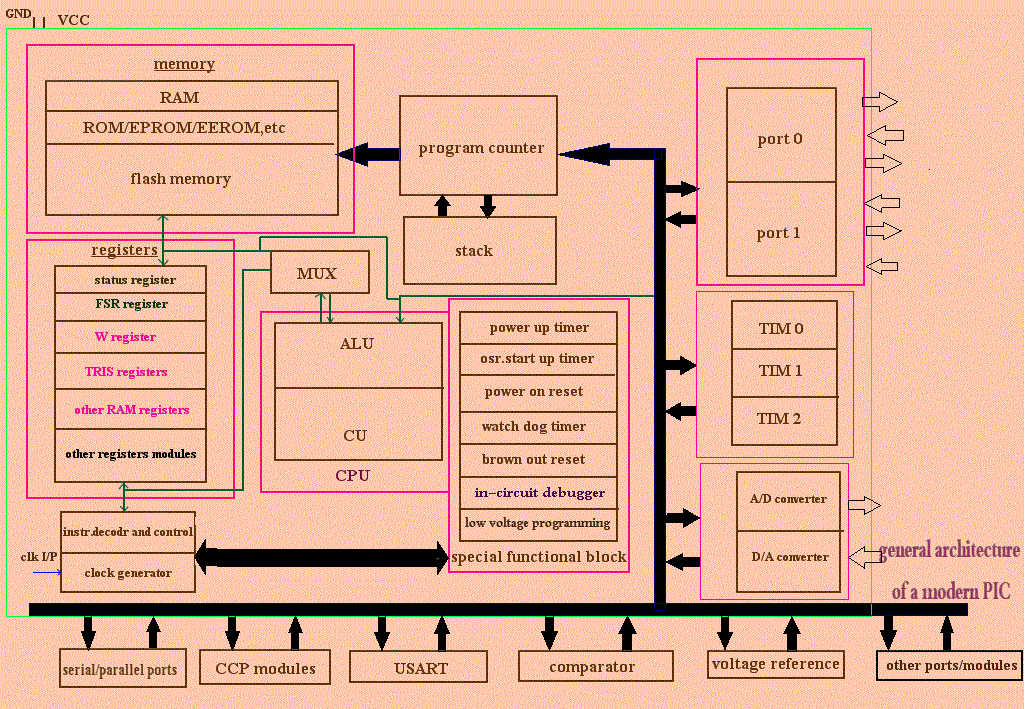 GND
VCC
memory
RAM
ROM/EPROM/EEROM,etc
flash memory
program counter
stack
port 0
port 1
registers
status register
FSR register
W register
TRIS registers
other RAM registers
other registers modules
MUX
ALU
CU
CPU
power up timer
osr.start up timer
power on reset
watch dog timer
brown out reset
in-circuit debugger
low voltage programming
special functional block
TIM 0
TIM 1
TIM 2
A/D converter
D/A converter
instr.decodr and control
clk I/P
clock generator
general architecture
of a modern PIC
serial/parallel ports
CCP modules
USART
comparator
voltage reference
other ports/modules